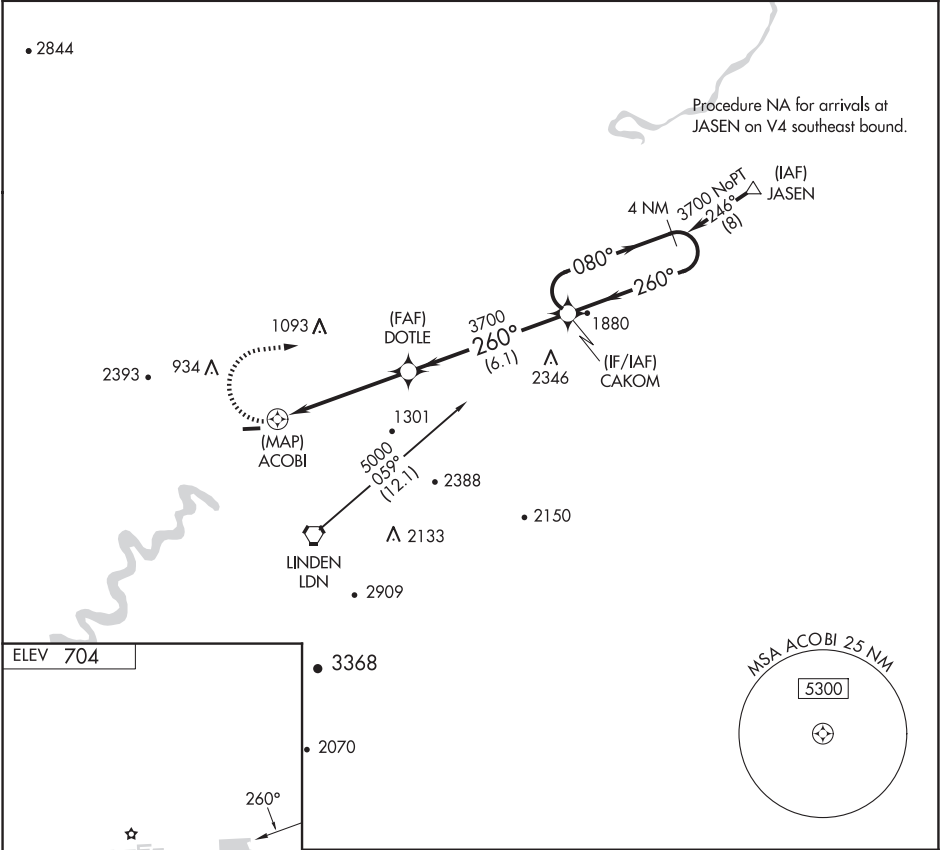 2844
Procedure NA for arrivals at
JASEN on V4 southeast bound.
(IAF)
JASEN
3700 NoPT
246°
(8)
4 NM
080°
260°
1880
(IF/IAF)
CAKOM
3700
260°
(6.1)
2346
(FAF)
DOTLE
1093
934
2393
(MAP)
ACOBI
1301
5000
059°
(12.1)
2388
2150
2133
LINDEN
LDN
2909
ELEV 704
3368
2070
260°
MSA ACOBI 25 NM
5300